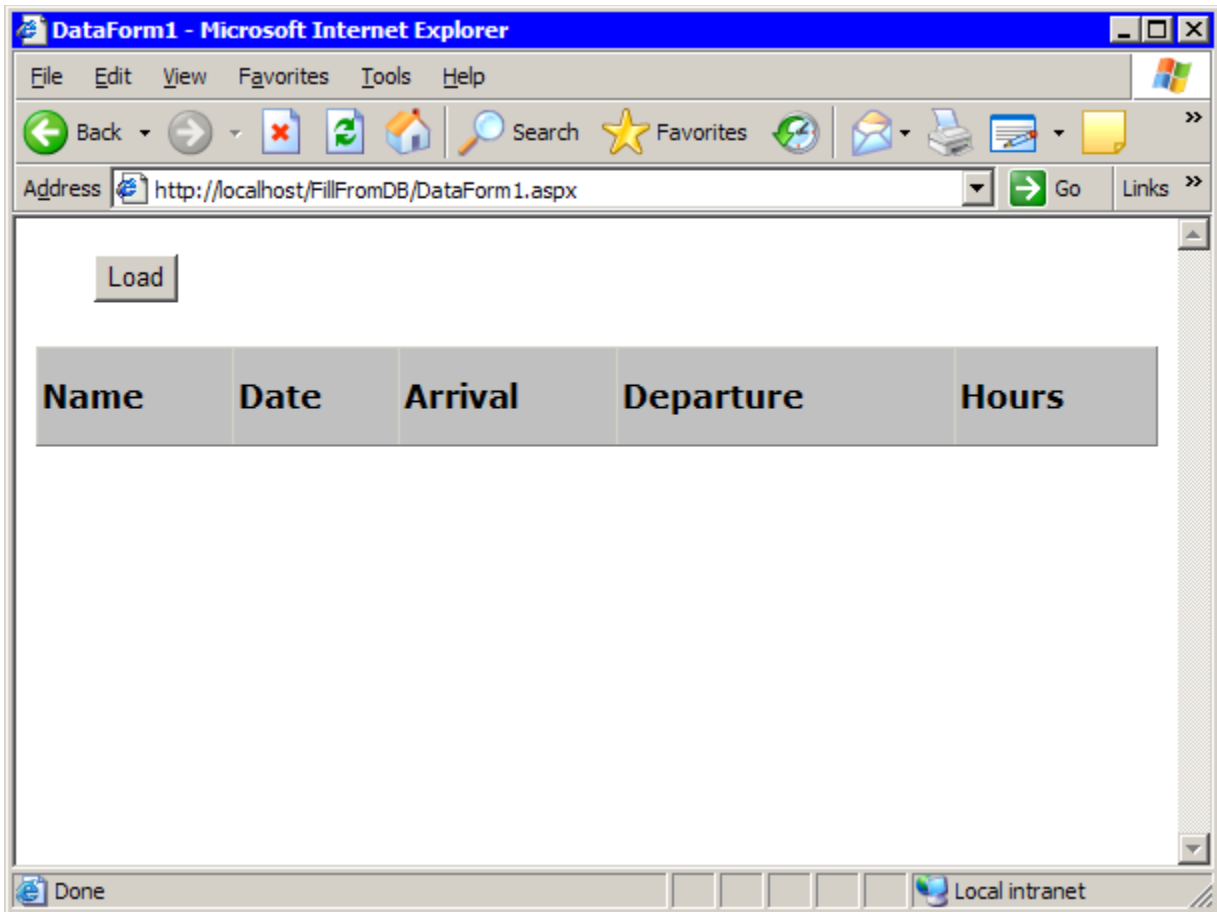 DataForm1 - Microsoft Internet Explorer
File Edit View Favorites Tools Help
Back Search Favorites »
Address http://localhost/FillFromDB/DataForm1.aspx Go Links »
Load
Name Date Arrival Departure Hours
Done Local intranet